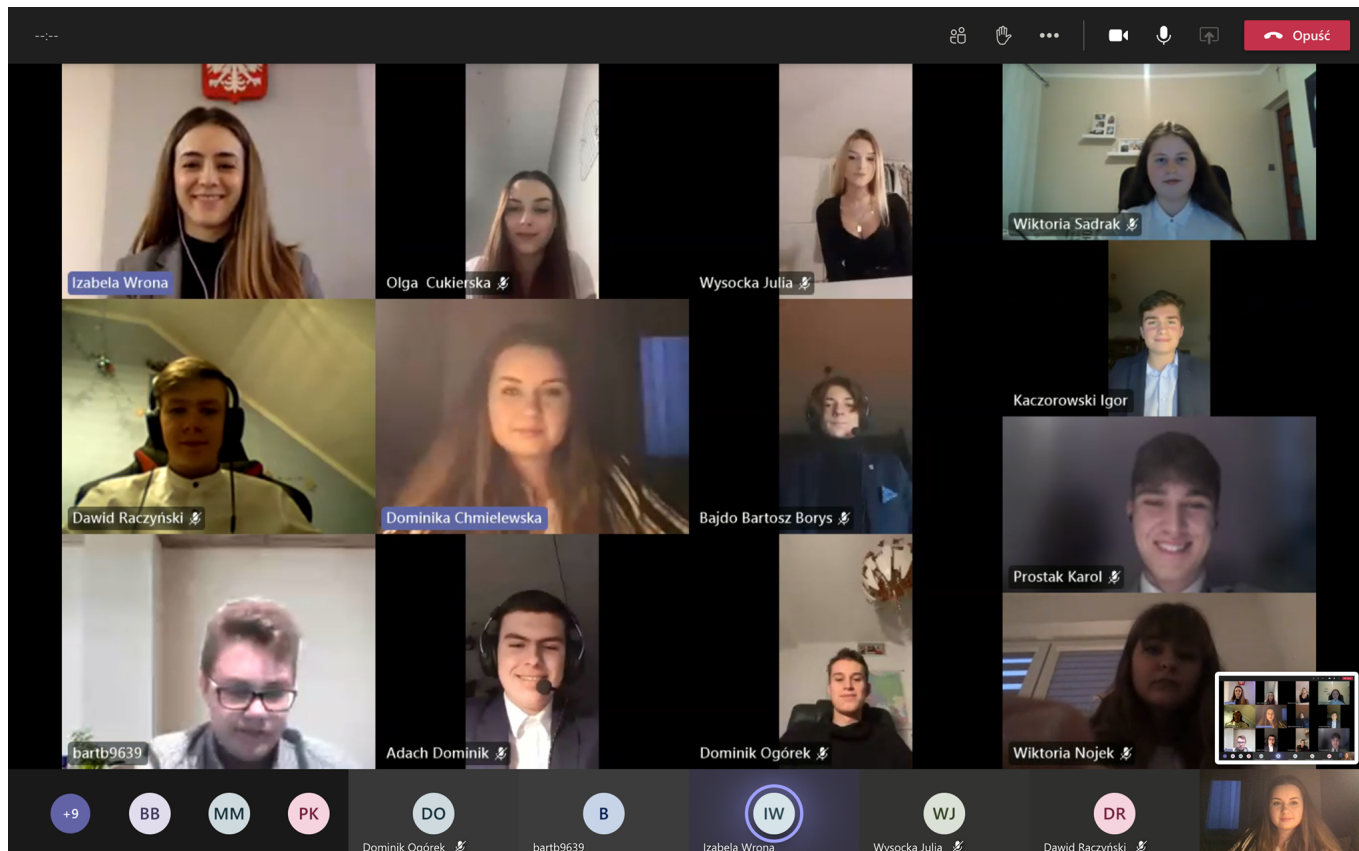 --:--
Opuść
Izabela Wrona
Olga Cukierska
Wysocka Julia
Wiktoria Sadrak
Kaczorowski Igor
Dawid Raczyński
Dominika Chmielewska
Bajdo Bartosz Borys
Prostak Karol
bartb9639
Adach Dominik
Dominik Ogórek
Wiktoria Nojek
+9
BB
MM
PK
DO
B
IW
WJ
DR
Dominik Ogórek
bartb9639
Izabela Wrona
Wysocka Julia
Dawid Raczyński